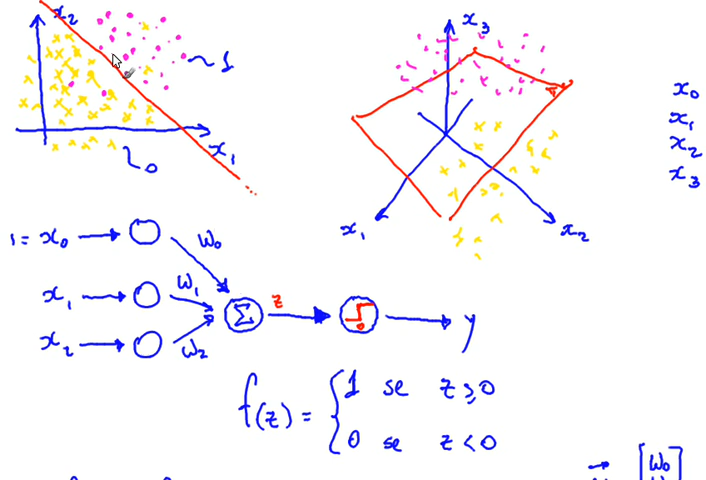 x₂
~1
x₁
~0
x₃
x₁
x₂
x₀
x₁
x₂
x₃
1 = x₀
w₀
x₁
w₁
x₂
w₂
Σ
z
y
f(z) = { 1 se z ≥ 0
0 se z < 0
w₀